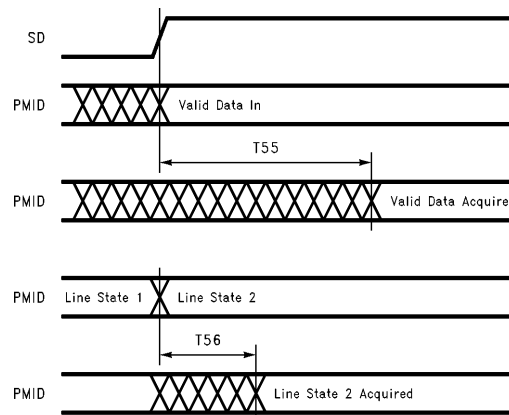 SD
PMID Valid Data In
T55
PMID Valid Data Acquire
PMID Line State 1 Line State 2
T56
PMID Line State 2 Acquired